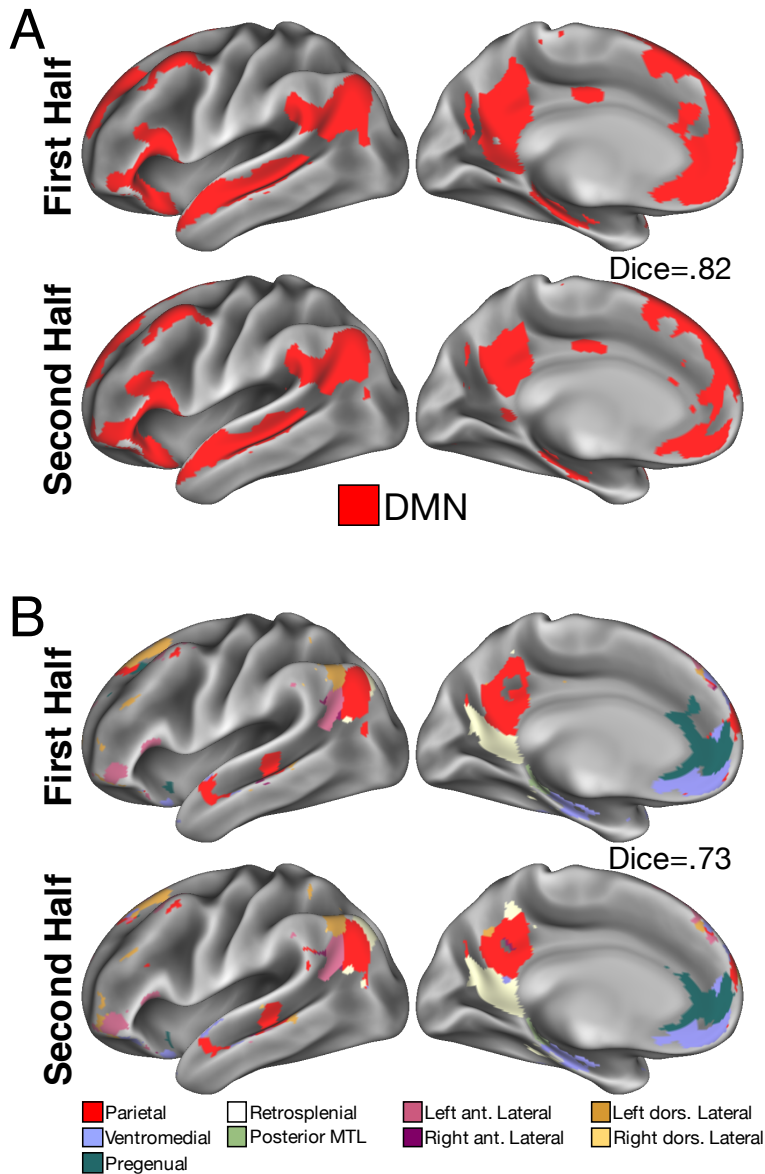 A
First Half
Dice=.82
Second Half
DMN
B
First Half
Dice=.73
Second Half
Parietal
Retrosplenial
Left ant. Lateral
Left dors. Lateral
Ventromedial
Posterior MTL
Right ant. Lateral
Right dors. Lateral
Pregenual